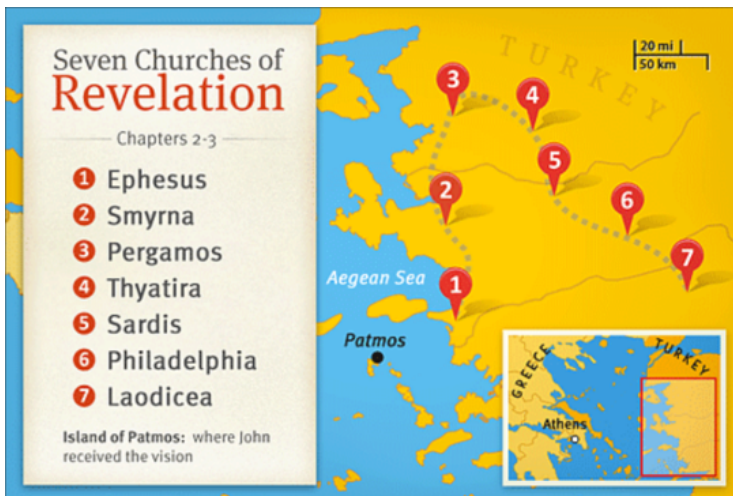 Seven Churches of
Revelation
Chapters 2-3
1 Ephesus
2 Smyrna
3 Pergamos
4 Thyatira
5 Sardis
6 Philadelphia
7 Laodicea
Island of Patmos: where John
received the vision
TURKEY
20 mi
50 km
3
4
5
2
6
7
1
Aegean Sea
Patmos
GREECE
TURKEY
Athens